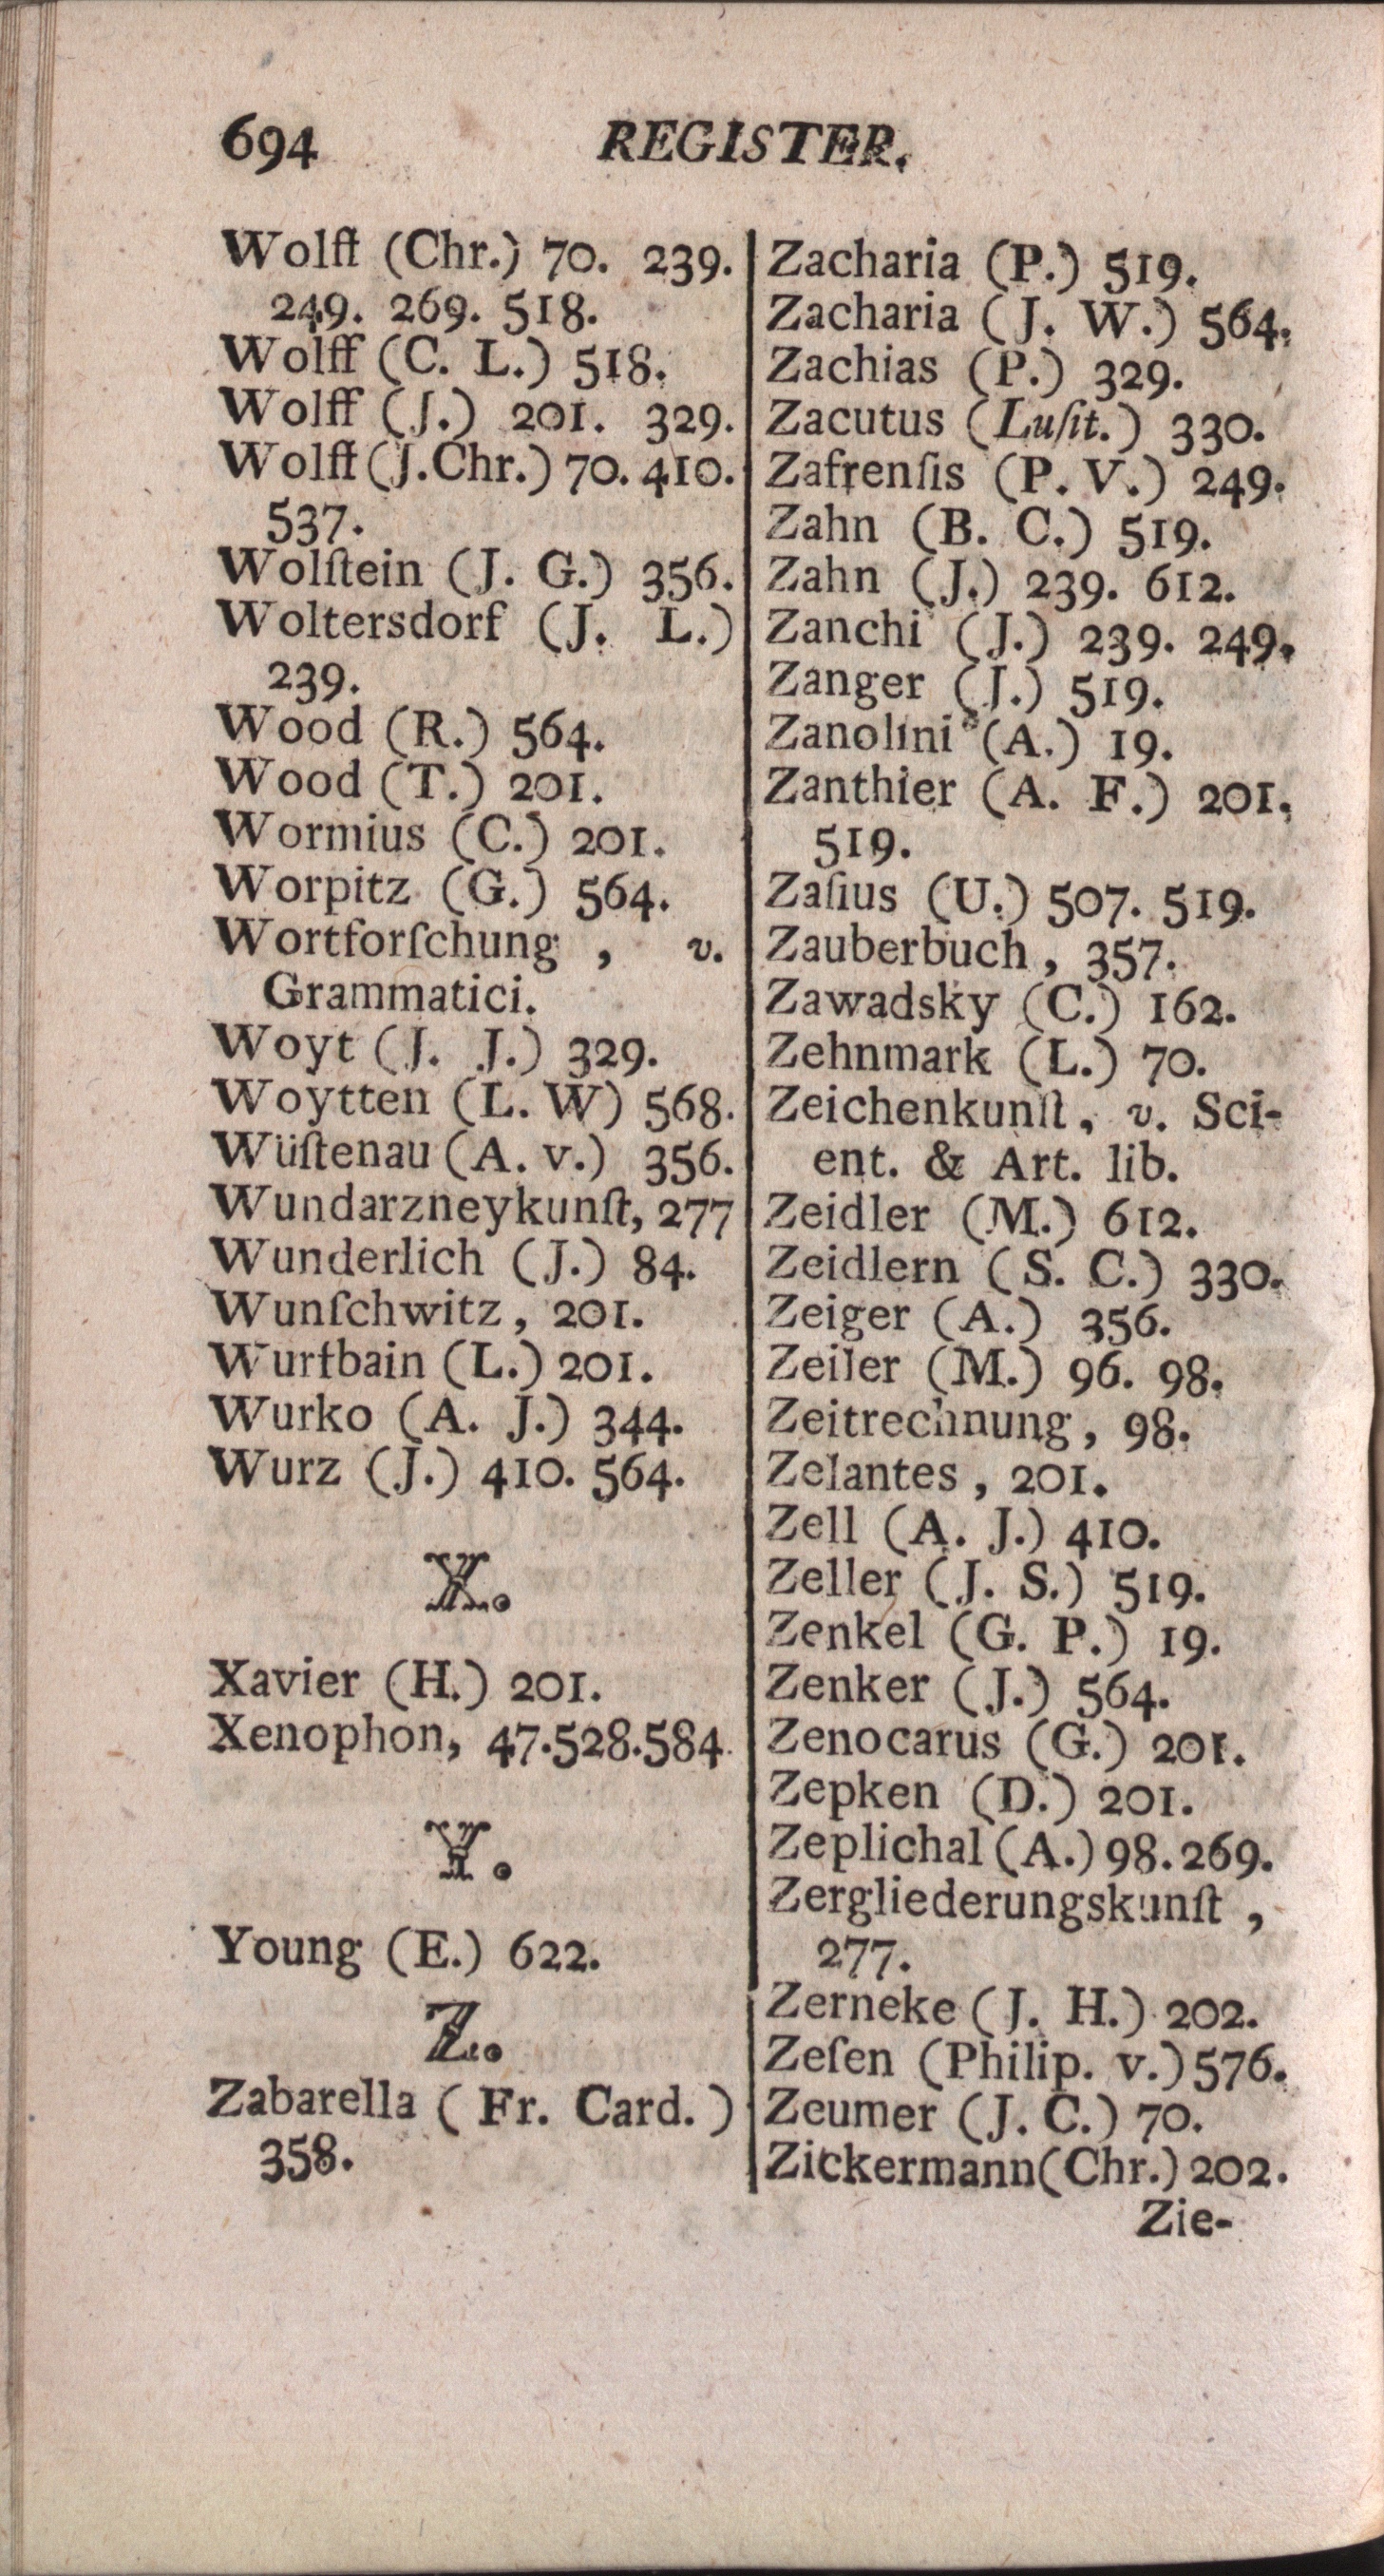 694 REGISTER.
Wolff (Chr.) 70. 239.
249. 269. 518.
Wolff (C. L.) 518.
Wolff (J.) 201. 329.
Wolff (J. Chr.) 70. 410.
537.
Wolſtein (J. G.) 356.
Woltersdorf (J. L.)
239.
Wood (R.) 564.
Wood (T.) 201.
Wormius (C.) 201.
Worpitz (G.) 564.
Wortforſchung, v.
Grammatici.
Woyt (J. J.) 329.
Woytten (L. W) 568.
Wüſtenau (A. v.) 356.
Wundarzneykunſt, 277
Wunderlich (J.) 84.
Wunſchwitz, 201.
Wurfbain (L.) 201.
Wurko (A. J.) 344.
Wurz (J.) 410. 564.
X.
Xavier (H.) 201.
Xenophon, 47.528.584.
Y.
Young (E.) 622.
Z.
Zabarella (Fr. Card.)
358.
Zacharia (P.) 519.
Zacharia (J. W.) 564.
Zachias (P.) 329.
Zacutus (Luſit.) 330.
Zafrenſis (P. V.) 249.
Zahn (B. C.) 519.
Zahn (J.) 239. 612.
Zanchi (J.) 239. 249.
Zanger (J.) 519.
Zanolini (A.) 19.
Zanthier (A. F.) 201.
519.
Zaſius (U.) 507. 519.
Zauberbuch, 357.
Zawadsky (C.) 162.
Zehnmark (L.) 70.
Zeichenkunſt, v. Sci-
ent. & Art. lib.
Zeidler (M.) 612.
Zeidlern (S. C.) 330.
Zeiger (A.) 356.
Zeiler (M.) 96. 98.
Zeitrechnung, 98.
Zelantes, 201.
Zell (A. J.) 410.
Zeller (J. S.) 519.
Zenkel (G. P.) 19.
Zenker (J.) 564.
Zenocarus (G.) 201.
Zepken (D.) 201.
Zeplichal (A.) 98. 269.
Zergliederungskunſt,
277.
Zerneke (J. H.) 202.
Zeſen (Philip. v.) 576.
Zeumer (J. C.) 70.
Zickermann (Chr.) 202.
Zie-